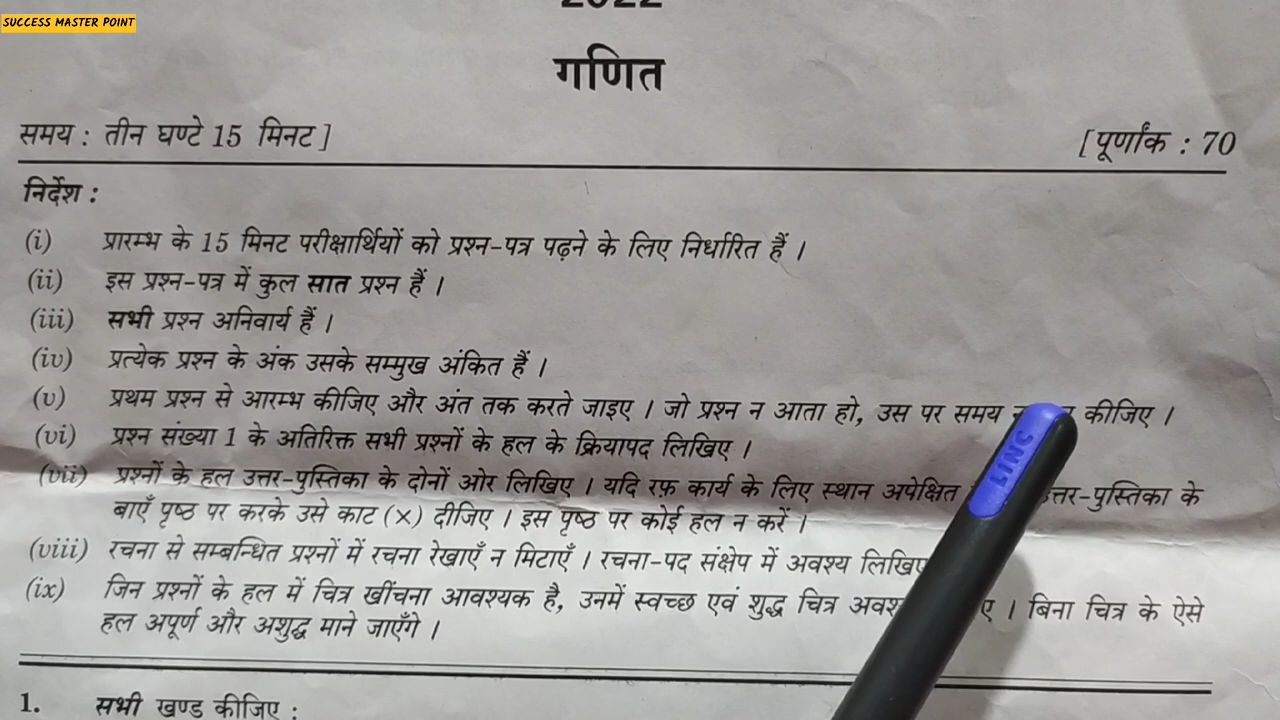 SUCCESS MASTER POINT
2022
गणित
समय : तीन घण्टे 15 मिनट ]
[ पूर्णांक : 70
निर्देश :
(i) प्रारम्भ के 15 मिनट परीक्षार्थियों को प्रश्न-पत्र पढ़ने के लिए निर्धारित हैं ।
(ii) इस प्रश्न-पत्र में कुल सात प्रश्न हैं ।
(iii) सभी प्रश्न अनिवार्य हैं ।
(iv) प्रत्येक प्रश्न के अंक उसके सम्मुख अंकित हैं ।
(v) प्रथम प्रश्न से आरम्भ कीजिए और अंत तक करते जाइए । जो प्रश्न न आता हो, उस पर समय कीजिए ।
(vi) प्रश्न संख्या 1 के अतिरिक्त सभी प्रश्नों के हल के क्रियापद लिखिए ।
(vii) प्रश्नों के हल उत्तर-पुस्तिका के दोनों ओर लिखिए । यदि रफ़ कार्य के लिए स्थान अपेक्षित उत्तर-पुस्तिका के
बाएँ पृष्ठ पर करके उसे काट (×) दीजिए । इस पृष्ठ पर कोई हल न करें ।
(viii) रचना से सम्बन्धित प्रश्नों में रचना रेखाएँ न मिटाएँ । रचना-पद संक्षेप में अवश्य
(ix) जिन प्रश्नों के हल में चित्र खींचना आवश्यक है, उनमें स्वच्छ एवं शुद्ध चित्र । बिना चित्र के ऐसे
हल अपूर्ण और अशुद्ध माने जाएँगे ।
LINC
1. सभी खण्ड कीजिए :